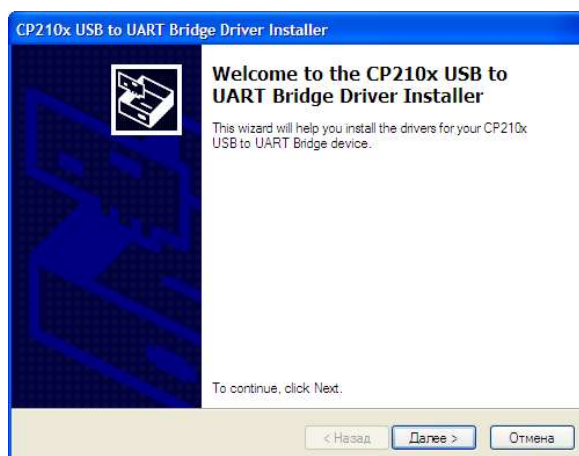 CP210x USB to UART Bridge Driver Installer
Welcome to the CP210x USB to
UART Bridge Driver Installer
This wizard will help you install the drivers for your CP210x
USB to UART Bridge device.
To continue, click Next.
< Назад Далее > Отмена